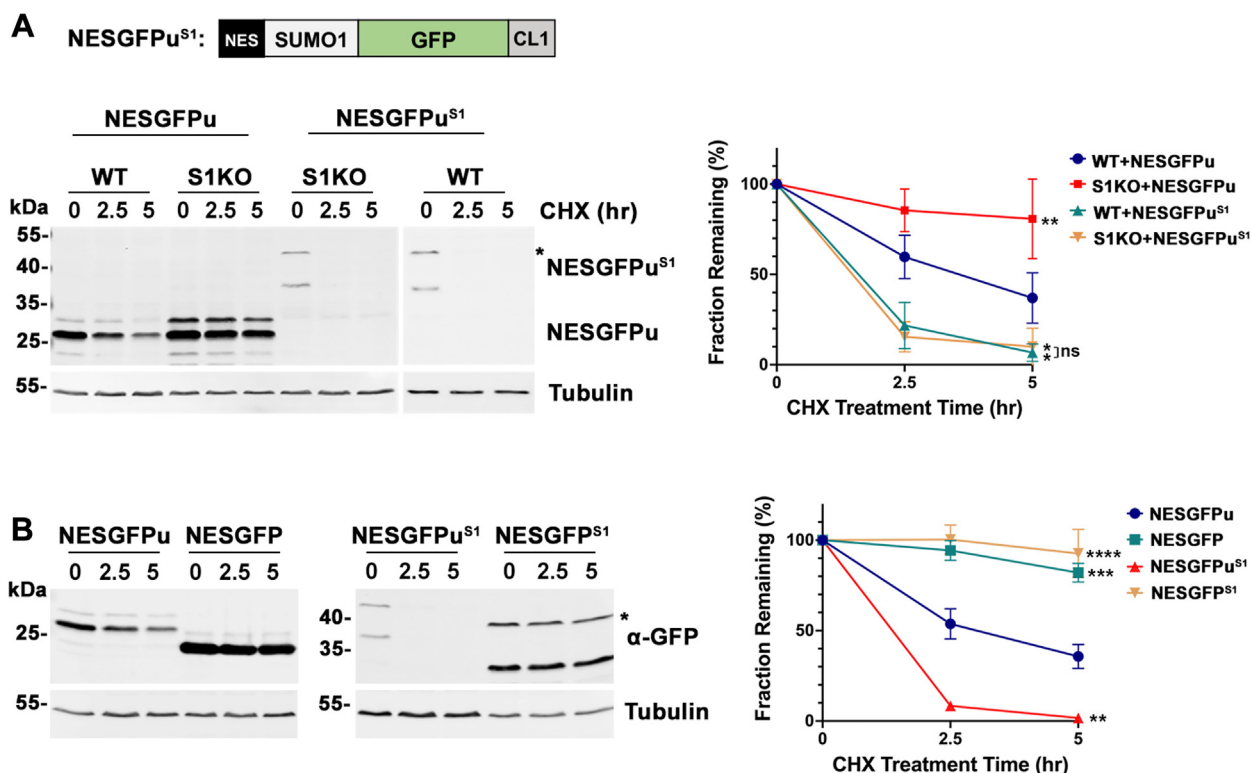 A
NESGFPu^S1: NES SUMO1 GFP CL1
NESGFPu NESGFPu^S1
WT S1KO S1KO WT
kDa 0 2.5 5 0 2.5 5 0 2.5 5 0 2.5 5 CHX (hr)
55-
40- * NESGFPu^S1
35-
25- NESGFPu
55- Tubulin
Fraction Remaining (%)
100
50
0
0 2.5 5
CHX Treatment Time (hr)
WT+NESGFPu
S1KO+NESGFPu
WT+NESGFPu^S1
S1KO+NESGFPu^S1
**
*
* ns
B
NESGFPu NESGFP NESGFPu^S1 NESGFP^S1
0 2.5 5 0 2.5 5 0 2.5 5 0 2.5 5
kDa
25-
40- *
35- α-GFP
55- 55- Tubulin
Fraction Remaining (%)
100
50
0
0 2.5 5
CHX Treatment Time (hr)
NESGFPu
NESGFP
NESGFPu^S1
NESGFP^S1
****
***
**